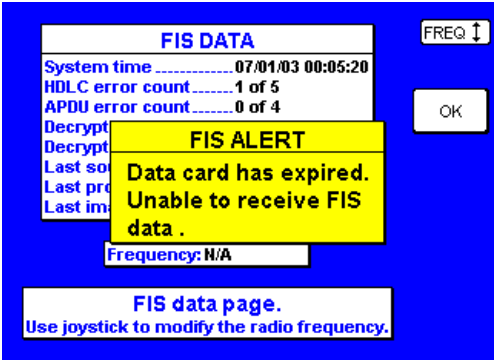 FIS DATA
FREQ
System time .............07/01/03 00:05:20
HDLC error count.......1 of 5
APDU error count.......0 of 4
OK
Decrypt
Decrypt
FIS ALERT
Last sou
Data card has expired.
Last pro
Unable to receive FIS
Last ima
data .
Frequency: N/A
FIS data page.
Use joystick to modify the radio frequency.